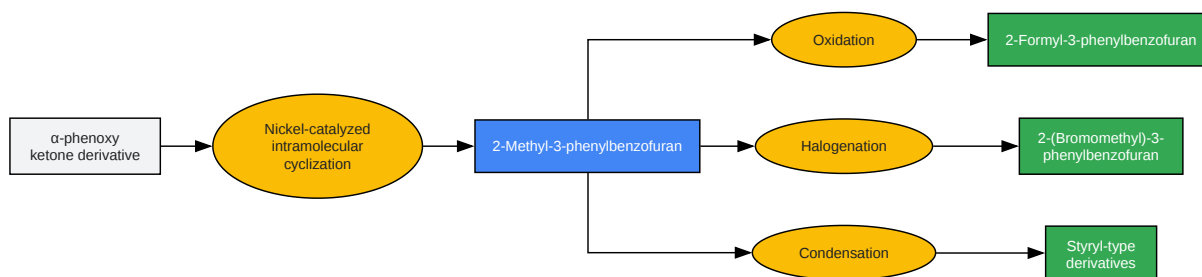 α-phenoxy
ketone derivative
Nickel-catalyzed
intramolecular
cyclization
2-Methyl-3-phenylbenzofuran
Oxidation
2-Formyl-3-phenylbenzofuran
Halogenation
2-(Bromomethyl)-3-
phenylbenzofuran
Condensation
Styryl-type
derivatives